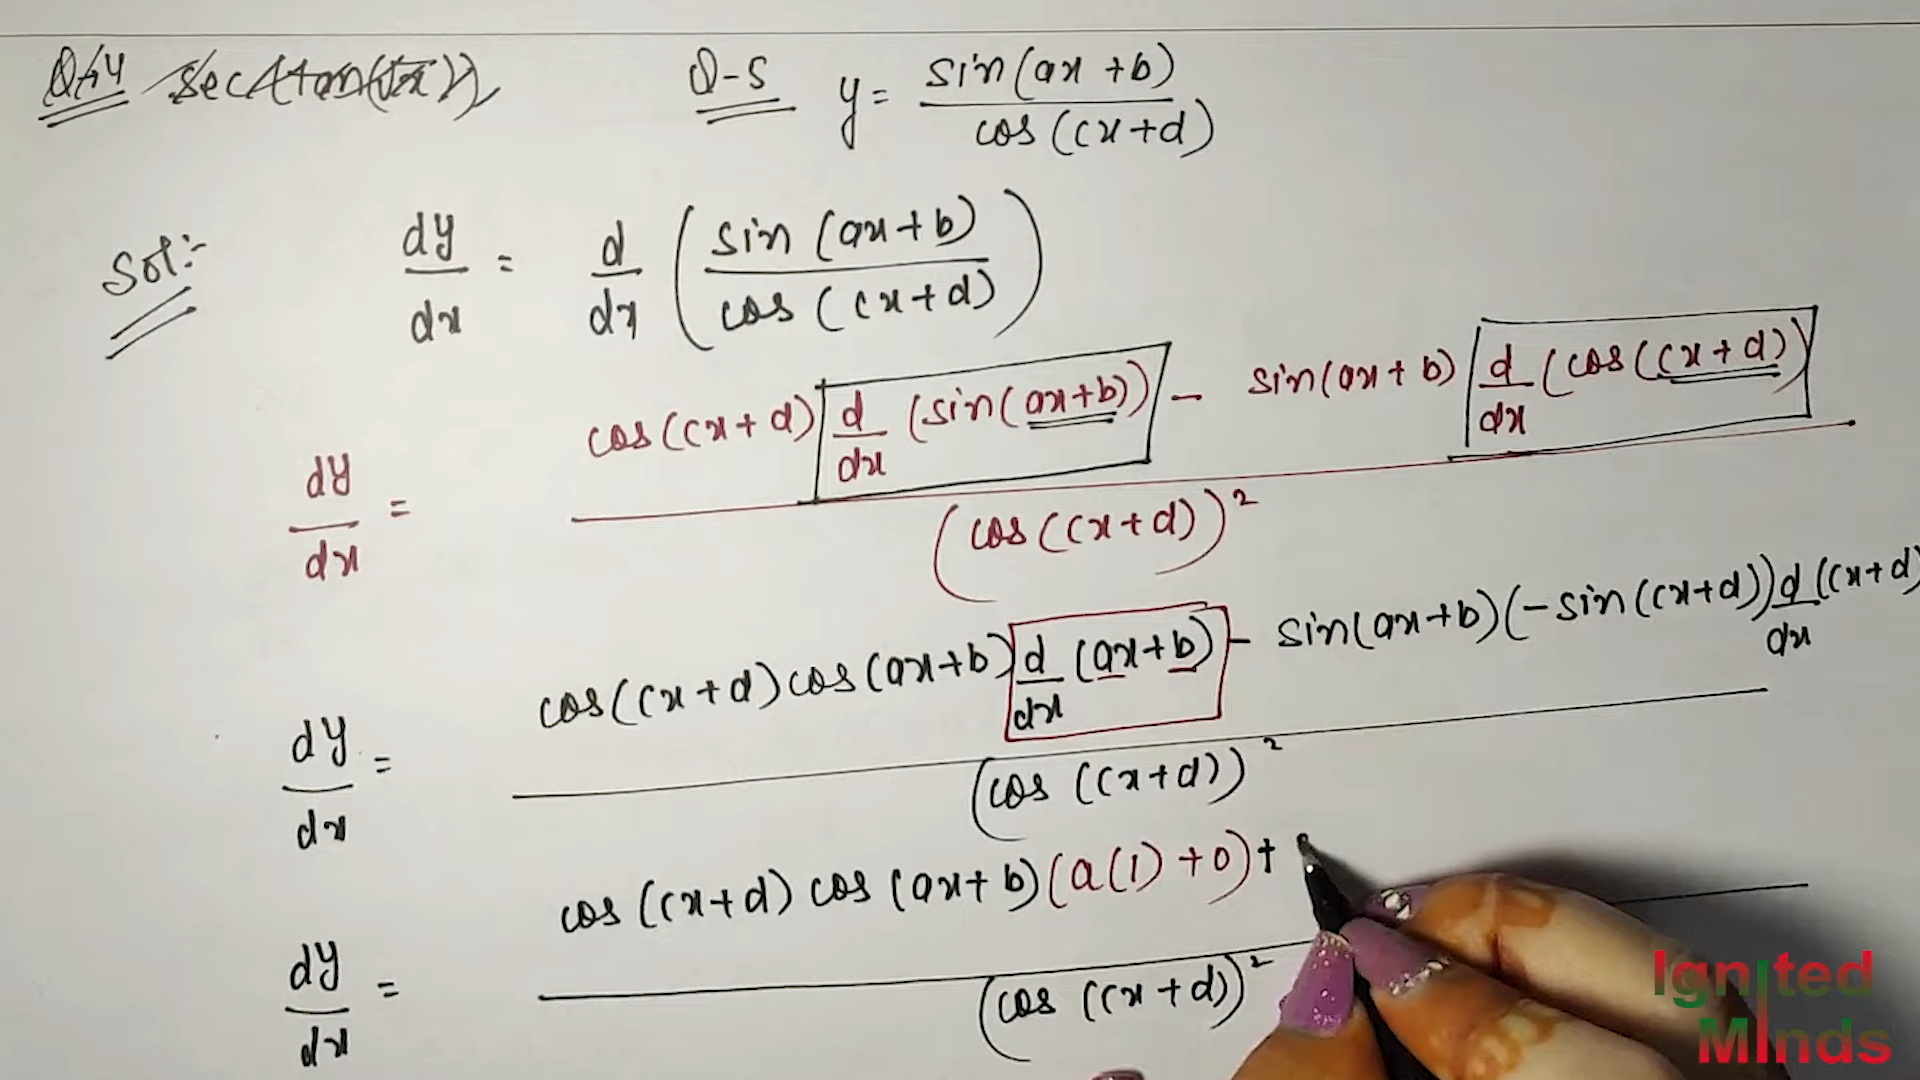 Q-4 sec(tan(√x)) Q-5 y = sin(ax+b) / cos(cx+d)
Sol:- dy/dx = d/dx (sin(ax+b) / cos(cx+d))
dy/dx = cos(cx+d) d/dx (sin(ax+b)) - sin(ax+b) d/dx (cos(cx+d)) / (cos(cx+d))²
dy/dx = cos(cx+d) cos(ax+b) d/dx (ax+b) - sin(ax+b)(-sin(cx+d)) d/dx (cx+d) / (cos(cx+d))²
dy/dx = cos(cx+d) cos(ax+b)(a(1)+0) + / (cos(cx+d))²
Ignited
Minds